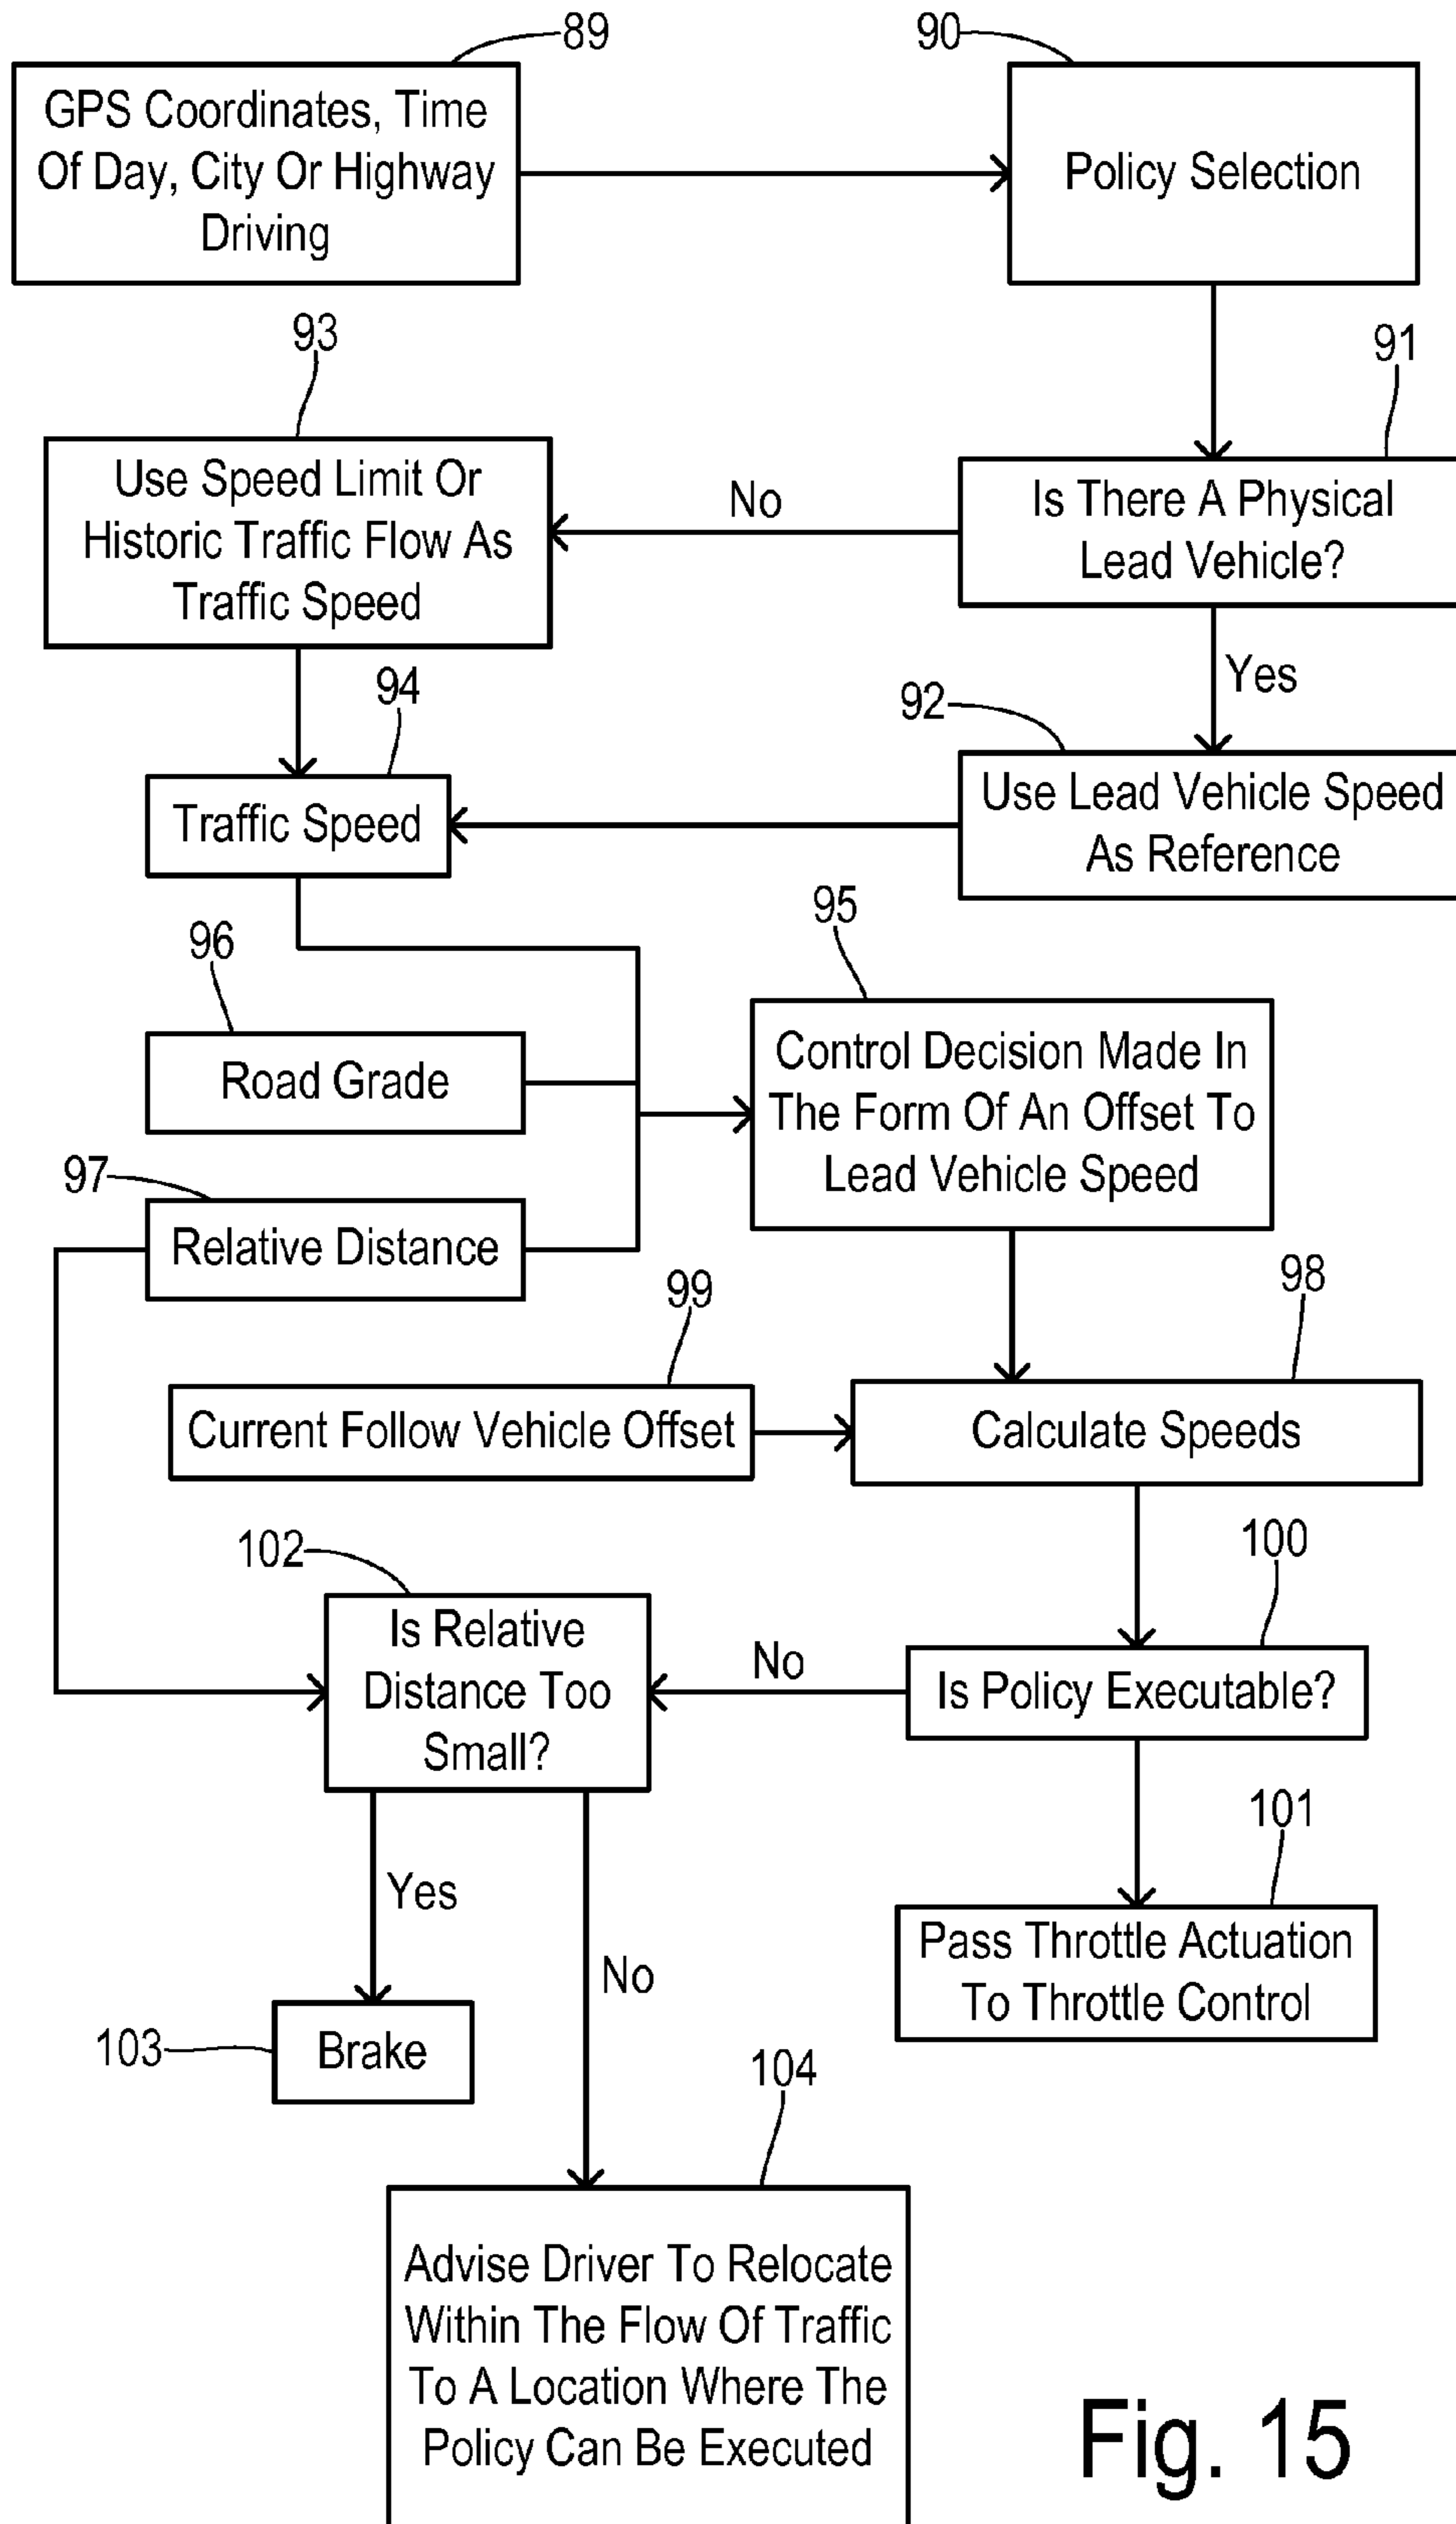 89
90
GPS Coordinates, Time
Of Day, City Or Highway
Driving
Policy Selection
93
91
Use Speed Limit Or
Historic Traffic Flow As
Traffic Speed
No
Is There A Physical
Lead Vehicle?
Yes
94
92
Traffic Speed
Use Lead Vehicle Speed
As Reference
96
95
Road Grade
Control Decision Made In
The Form Of An Offset To
Lead Vehicle Speed
97
Relative Distance
99
98
Current Follow Vehicle Offset
Calculate Speeds
102
100
Is Relative
Distance Too
Small?
No
Is Policy Executable?
101
Yes
No
Pass Throttle Actuation
To Throttle Control
103
Brake
104
Advise Driver To Relocate
Within The Flow Of Traffic
To A Location Where The
Policy Can Be Executed
Fig. 15